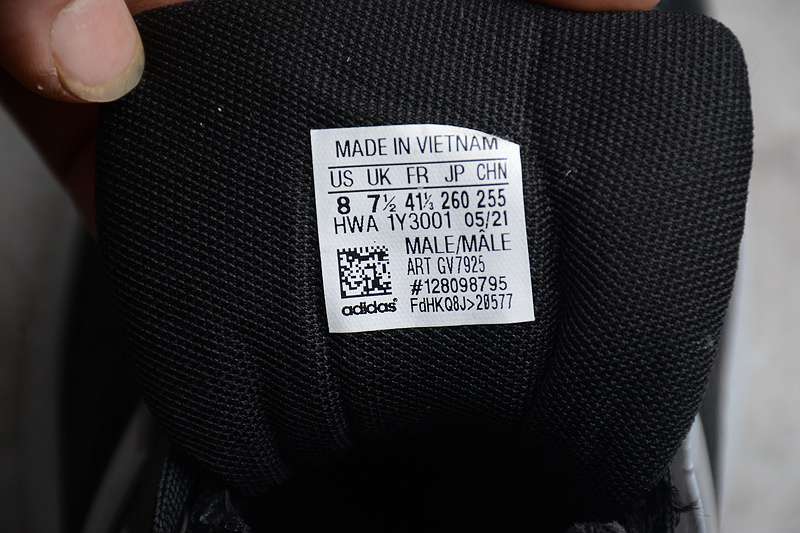 MADE IN VIETNAM
US UK FR JP CHN
8 7½ 41⅓ 260 255
HWA 1Y3001 05/21
MALE/MÂLE
ART GV7925
#128098795
adidas® FdHKQ8J>20577